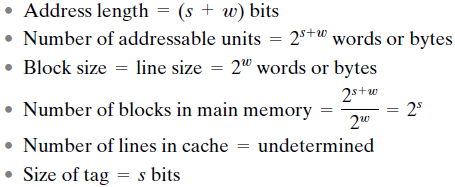 • Address length = (s + w) bits
• Number of addressable units = 2^{s+w} words or bytes
• Block size = line size = 2^w words or bytes
• Number of blocks in main memory = \frac{2^{s+w}}{2^w} = 2^s
• Number of lines in cache = undetermined
• Size of tag = s bits